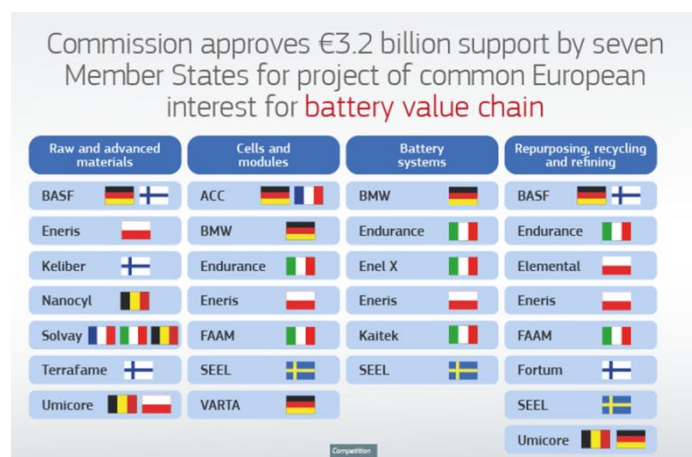 Commission approves €3.2 billion support by seven
Member States for project of common European
interest for battery value chain
Raw and advanced
materials
BASF
Eneris
Keliber
Nanocyl
Solvay
Terrafame
Umicore
Cells and
modules
ACC
BMW
Endurance
Eneris
FAAM
SEEL
VARTA
Battery
systems
BMW
Endurance
Enel X
Eneris
Kaitek
SEEL
Repurposing, recycling
and refining
BASF
Endurance
Elemental
Eneris
FAAM
Fortum
SEEL
Umicore
Competition